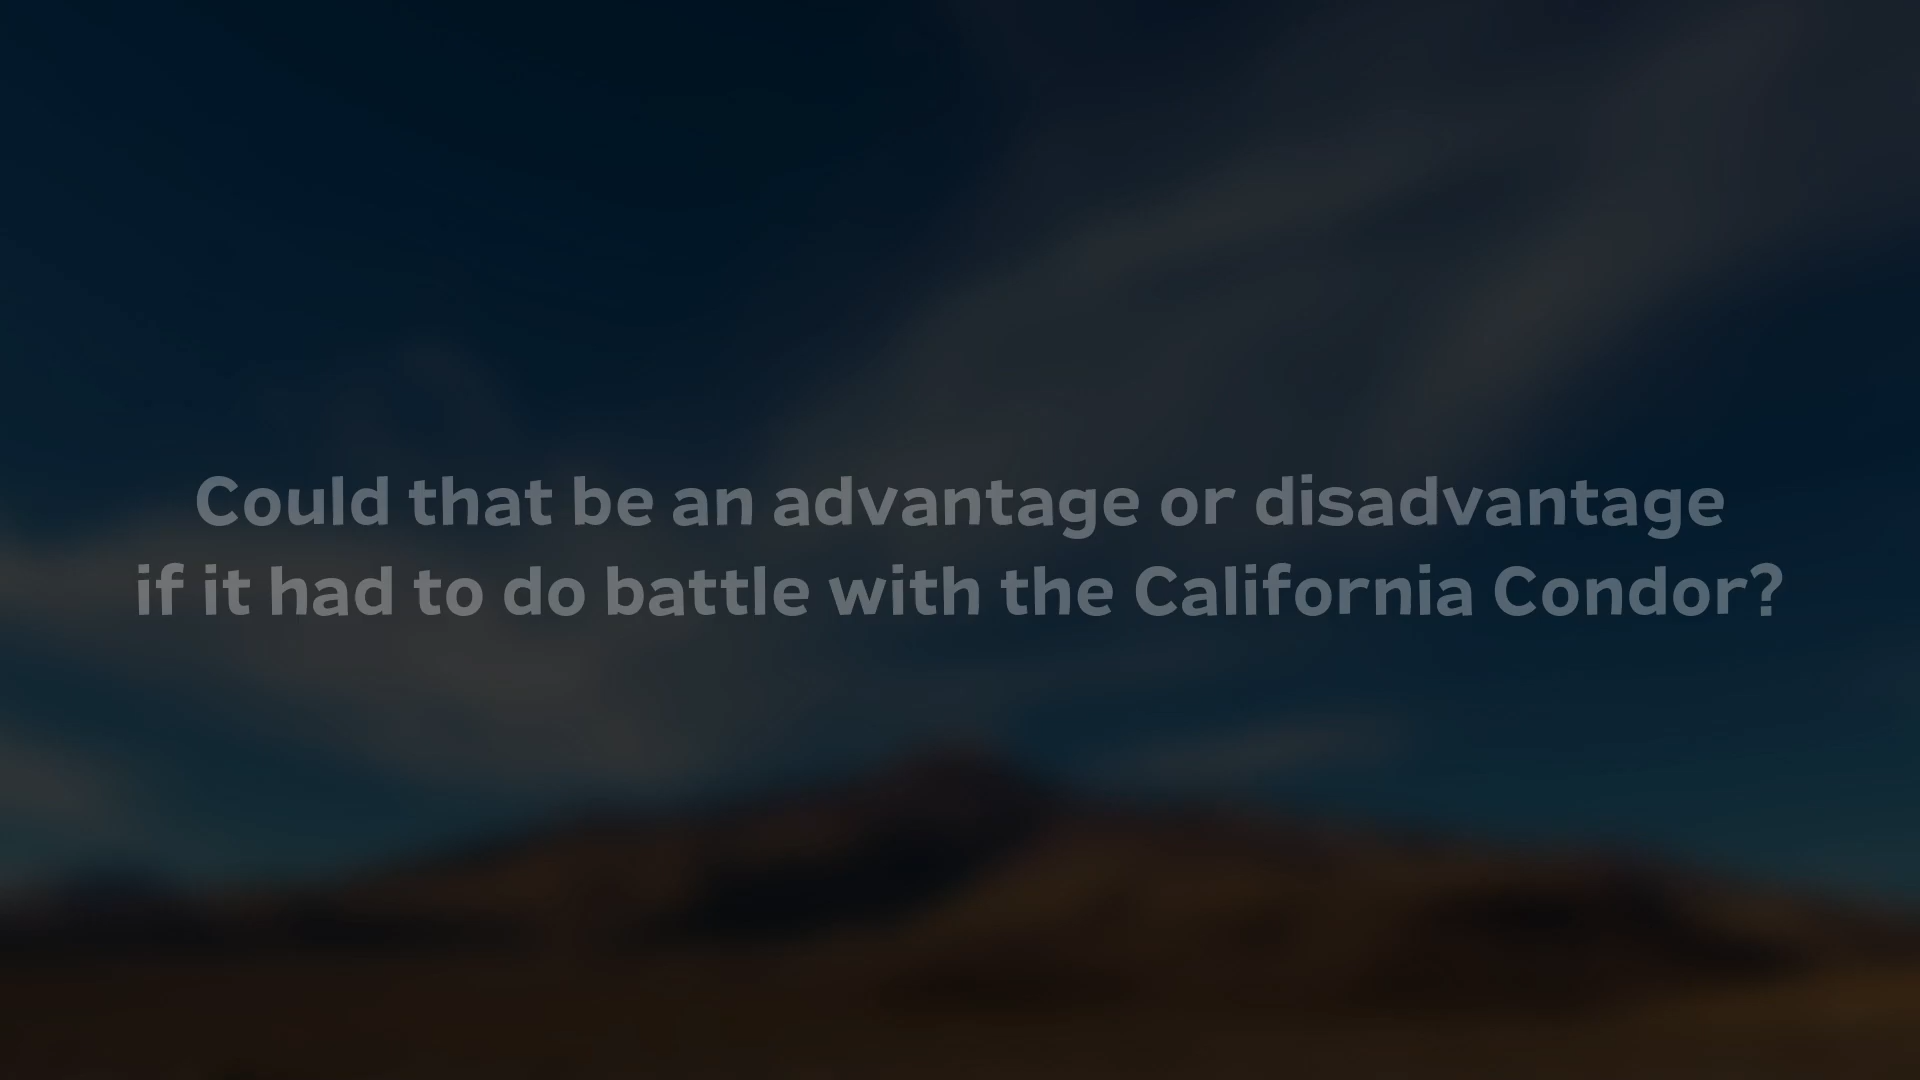 Could that be an advantage or disadvantage
if it had to do battle with the California Condor?